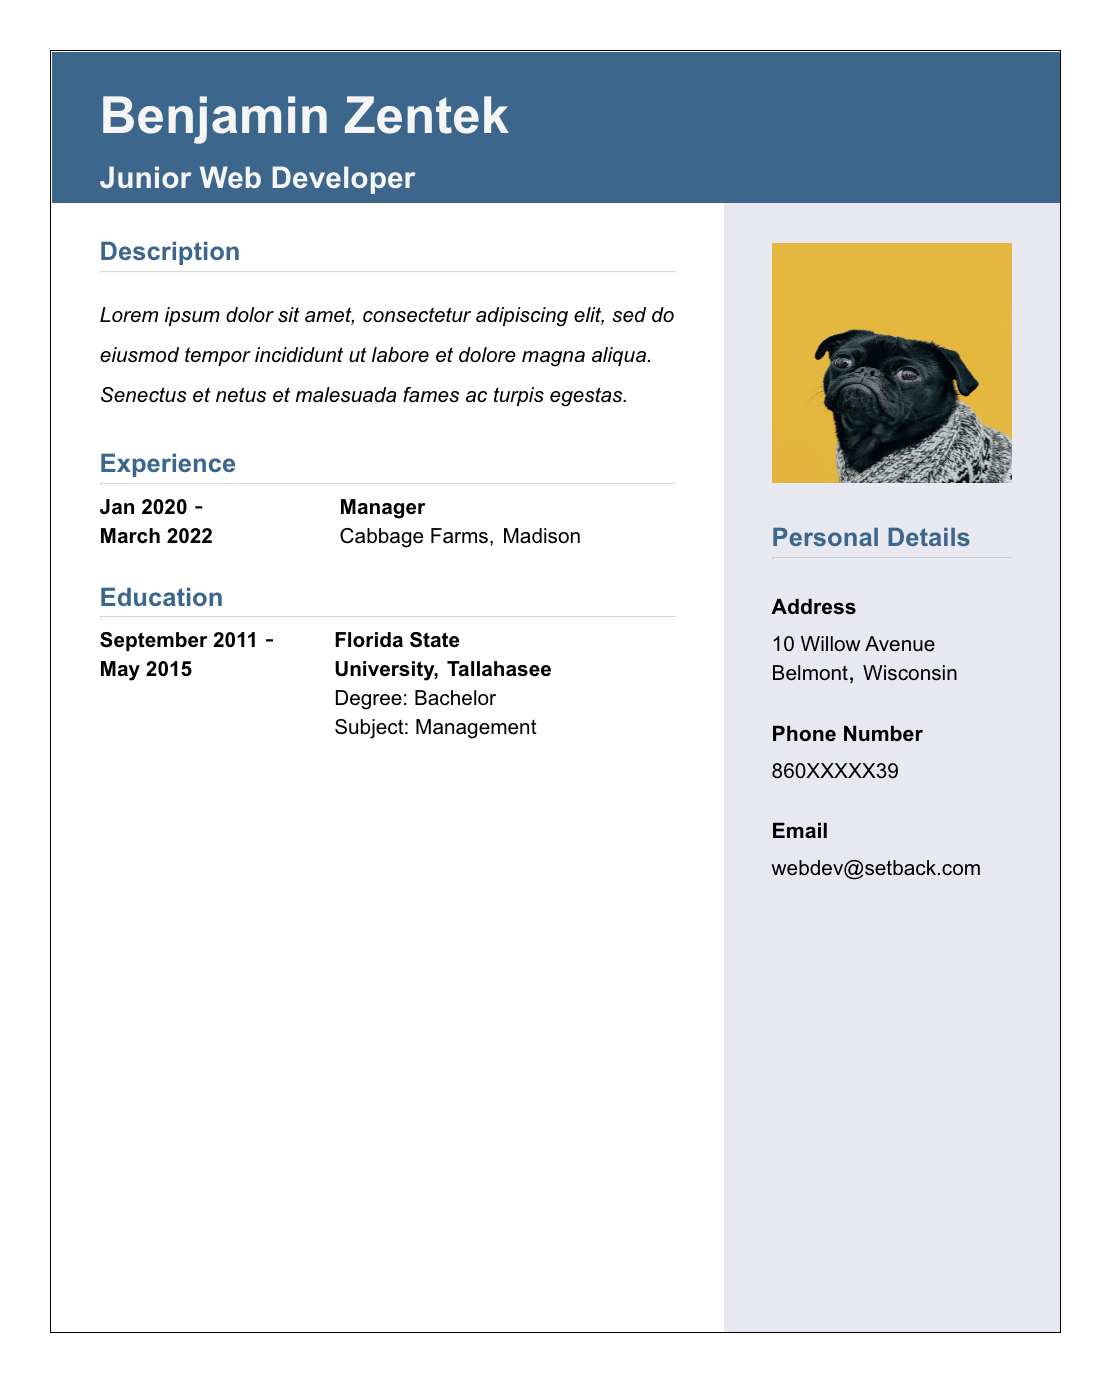 Benjamin Zentek
Junior Web Developer
Description
Lorem ipsum dolor sit amet, consectetur adipiscing elit, sed do
eiusmod tempor incididunt ut labore et dolore magna aliqua.
Senectus et netus et malesuada fames ac turpis egestas.
Experience
Jan 2020 - Manager
March 2022 Cabbage Farms, Madison
Education
September 2011 - Florida State
May 2015 University, Tallahasee
Degree: Bachelor
Subject: Management
Personal Details
Address
10 Willow Avenue
Belmont, Wisconsin
Phone Number
860XXXXX39
Email
webdev@setback.com